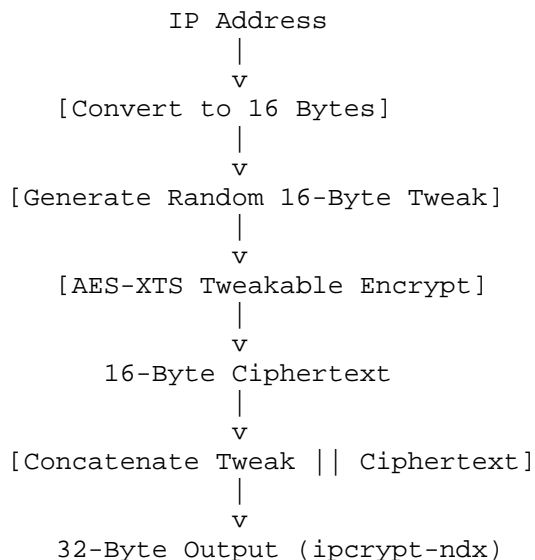 IP Address
|
v
[Convert to 16 Bytes]
|
v
[Generate Random 16-Byte Tweak]
|
v
[AES-XTS Tweakable Encrypt]
|
v
16-Byte Ciphertext
|
v
[Concatenate Tweak || Ciphertext]
|
v
32-Byte Output (ipcrypt-ndx)